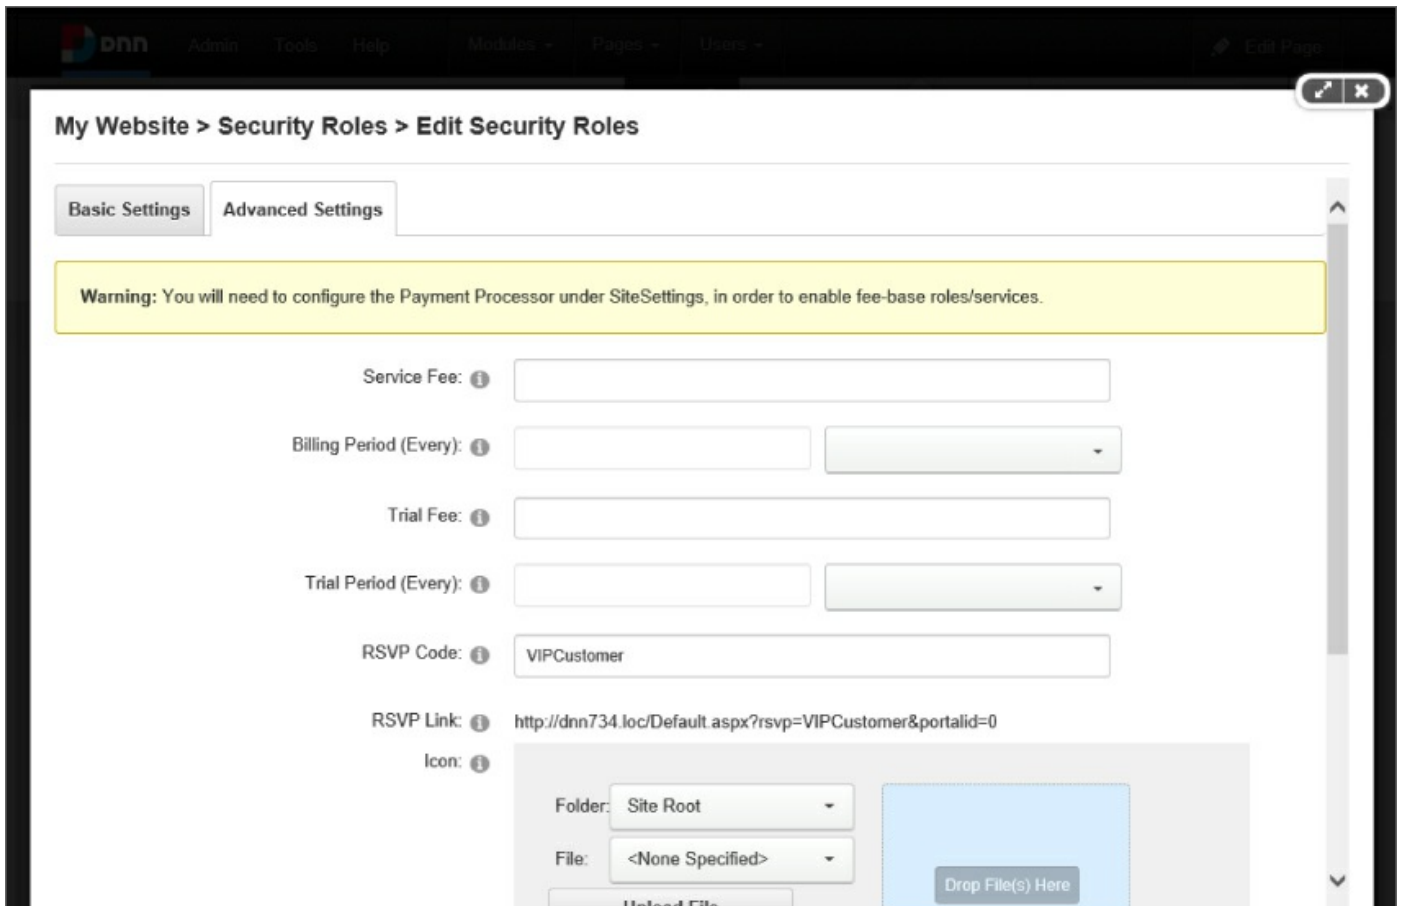 DNN Admin Tools Help Modules Pages Users Edit Page
My Website > Security Roles > Edit Security Roles
Basic Settings Advanced Settings
Warning: You will need to configure the Payment Processor under SiteSettings, in order to enable fee-base roles/services.
Service Fee:
Billing Period (Every):
Trial Fee:
Trial Period (Every):
RSVP Code: VIPCustomer
RSVP Link: http://dnn734.loc/Default.aspx?rsvp=VIPCustomer&portalid=0
Icon:
Folder: Site Root
File: <None Specified>
Drop File(s) Here
Upload File